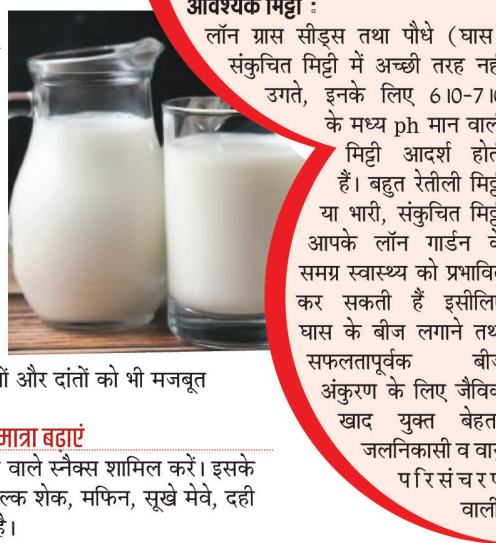 आवश्यक मिट्टी :
लॉन ग्रास सीड्स तथा पौधे (घास
संकुचित मिट्टी में अच्छी तरह नहीं
उगते, इनके लिए 6।0-7।0
के मध्य ph मान वाली
मिट्टी आदर्श होती
हैं। बहुत रेतीली मिट्टी
या भारी, संकुचित मिट्टी
आपके लॉन गार्डन के
समग्र स्वास्थ्य को प्रभावित
कर सकती हैं इसीलिए
घास के बीज लगाने तथा
सफलतापूर्वक बीज
अंकुरण के लिए जैविक
खाद युक्त बेहतर
जलनिकासी व
परिसंचरण
वाली
और दांतों को भी मजबूत
मात्रा बढ़ाएं
वाले स्नैक्स शामिल करें। इसके
शेक, मफिन, सूखे मेवे, दही
है।